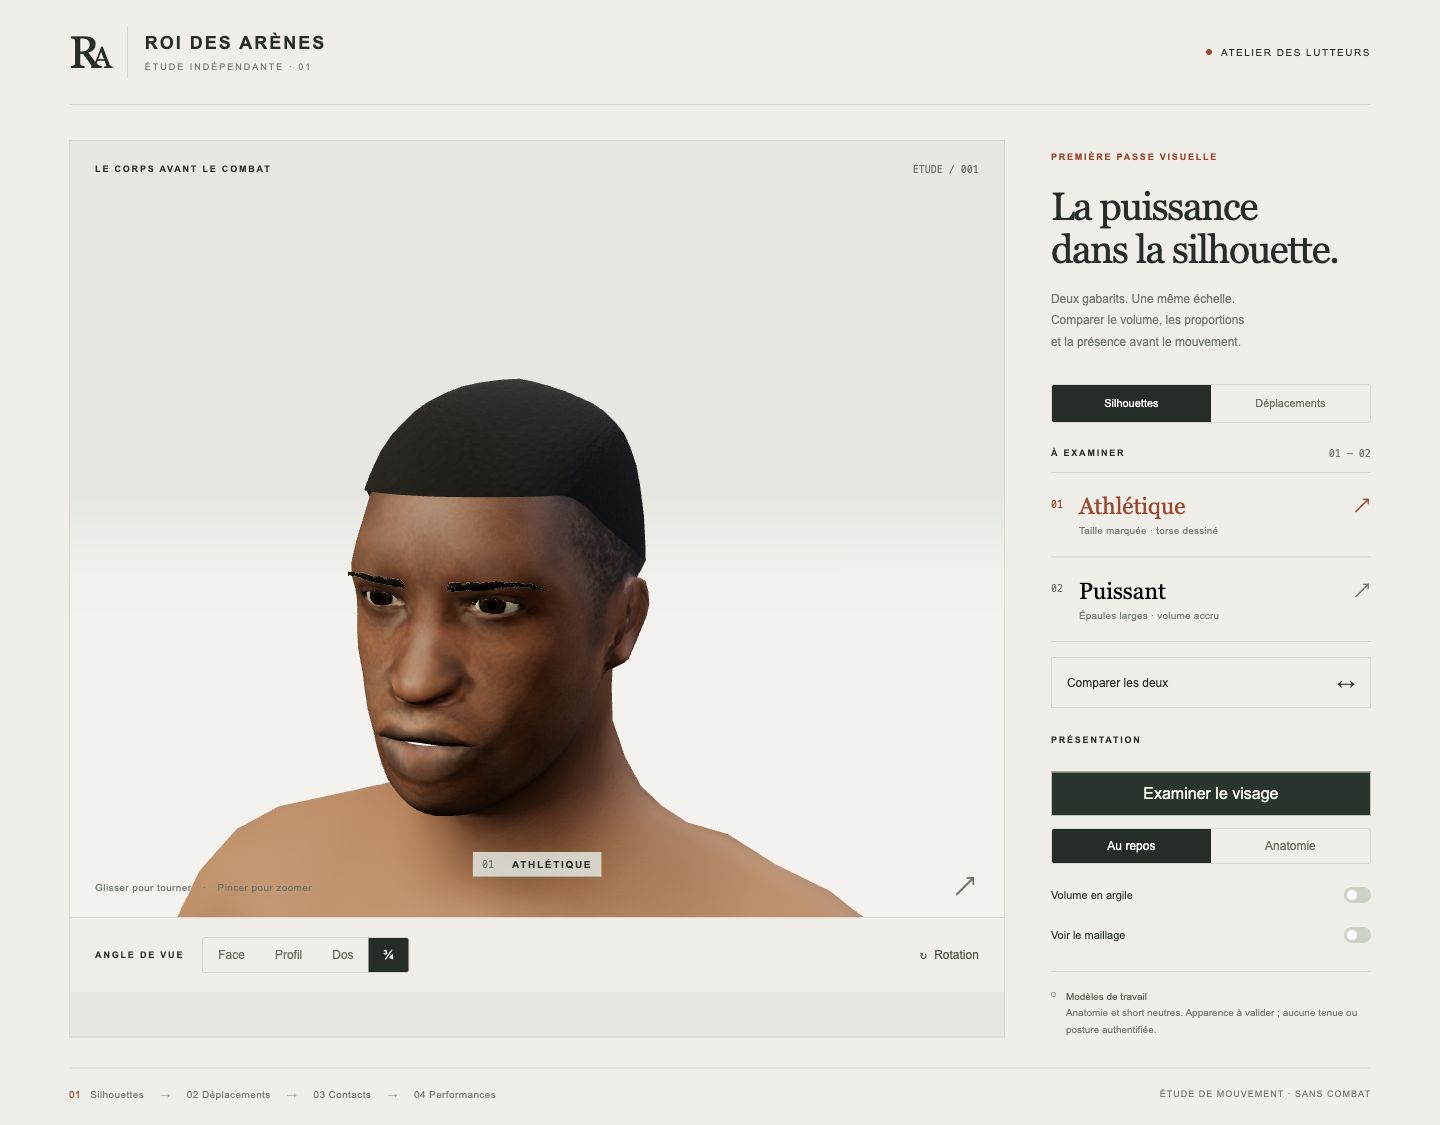 RA
ROI DES ARÈNES
ÉTUDE INDÉPENDANTE · 01
ATELIER DES LUTTEURS
LE CORPS AVANT LE COMBAT
ÉTUDE / 001
01 ATHLÉTIQUE
Glisser pour tourner · Pincer pour zoomer
↗
ANGLE DE VUE
Face Profil Dos ¾
↻ Rotation
PREMIÈRE PASSE VISUELLE
La puissance
dans la silhouette.
Deux gabarits. Une même échelle.
Comparer le volume, les proportions
et la présence avant le mouvement.
Silhouettes Déplacements
À EXAMINER 01 — 02
01 Athlétique ↗
Taille marquée · torse dessiné
02 Puissant ↗
Épaules larges · volume accru
Comparer les deux ↔
PRÉSENTATION
Examiner le visage
Au repos Anatomie
Volume en argile
Voir le maillage
Modèles de travail
Anatomie et short neutres. Apparence à valider ; aucune tenue ou
posture authentifiée.
01 Silhouettes → 02 Déplacements → 03 Contacts → 04 Performances
ÉTUDE DE MOUVEMENT · SANS COMBAT